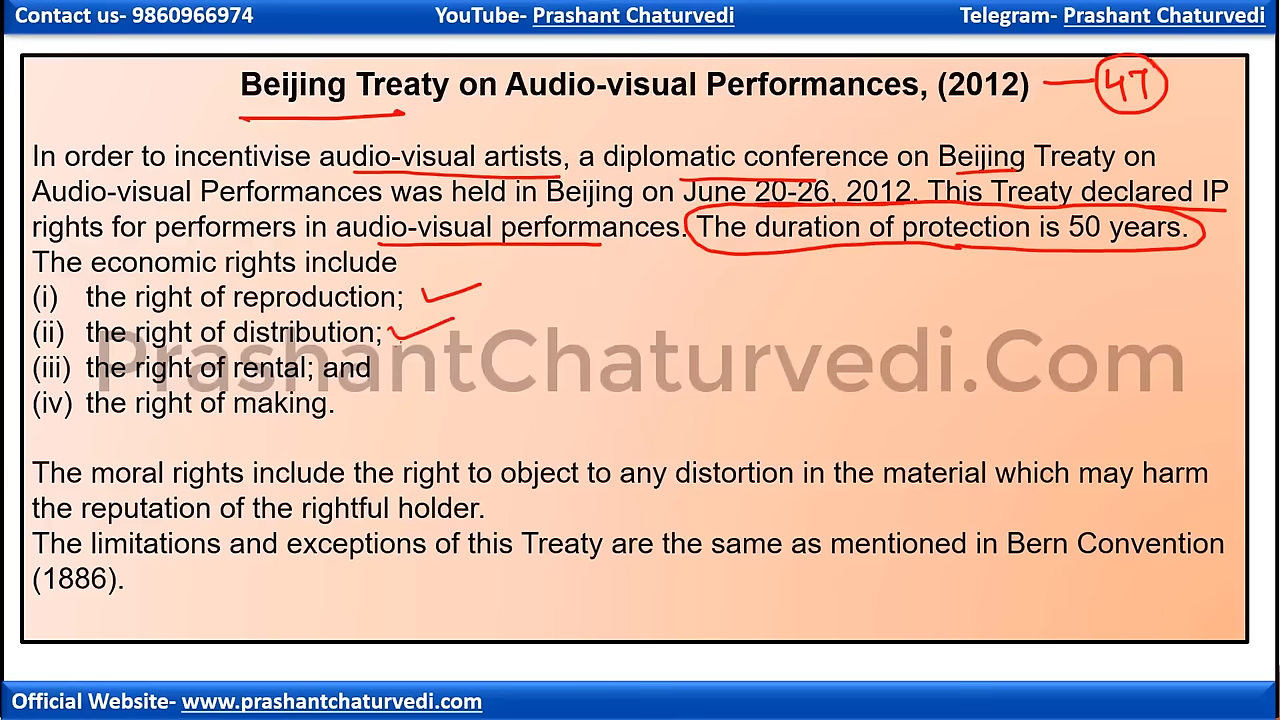 Contact us- 9860966974 YouTube- Prashant Chaturvedi Telegram- Prashant Chaturvedi
Beijing Treaty on Audio-visual Performances, (2012) 47
In order to incentivise audio-visual artists, a diplomatic conference on Beijing Treaty on
Audio-visual Performances was held in Beijing on June 20-26, 2012. This Treaty declared IP
rights for performers in audio-visual performances. The duration of protection is 50 years.
The economic rights include
(i) the right of reproduction;
(ii) the right of distribution;
PrashantChaturvedi.Com
(iii) the right of rental; and
(iv) the right of making.
The moral rights include the right to object to any distortion in the material which may harm
the reputation of the rightful holder.
The limitations and exceptions of this Treaty are the same as mentioned in Bern Convention
(1886).
Official Website- www.prashantchaturvedi.com